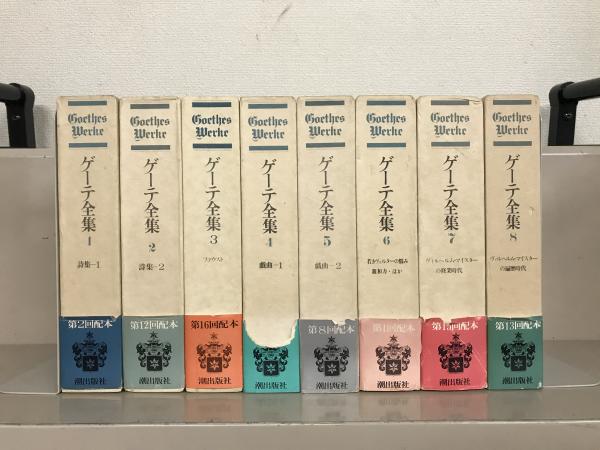 Goethes
Werke
ゲーテ全集
1
詩集—1
第2回配本
潮出版社
Goethes
Werke
ゲーテ全集
2
詩集—2
第12回配本
潮出版社
Goethes
Werke
ゲーテ全集
3
ファウスト
第16回配本
潮出版社
Goethes
Werke
ゲーテ全集
4
戯曲—1
潮出版社
Goethes
Werke
ゲーテ全集
5
戯曲—2
第8回配本
潮出版社
Goethes
Werke
ゲーテ全集
6
若きヴェルターの悩み
親和力・ほか
潮出版社
Goethes
Werke
ゲーテ全集
7
ヴィルヘルム・マイスター
の修業時代
第15回配本
潮出版社
Goethes
Werke
ゲーテ全集
8
ヴィルヘルム・マイスター
の遍歴時代
第13回配本
潮出版社